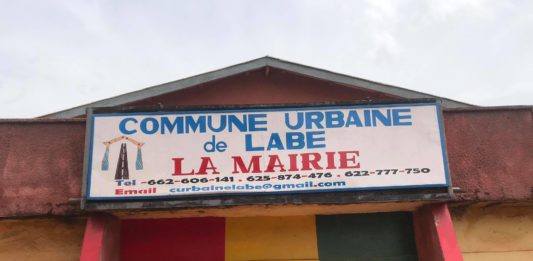 COMMUNE URBAINE
de LABE
LA MAIRIE
Tel -662-606-141 . 625-874-476 . 622-777-750
Email curbainelabe@gmail.com